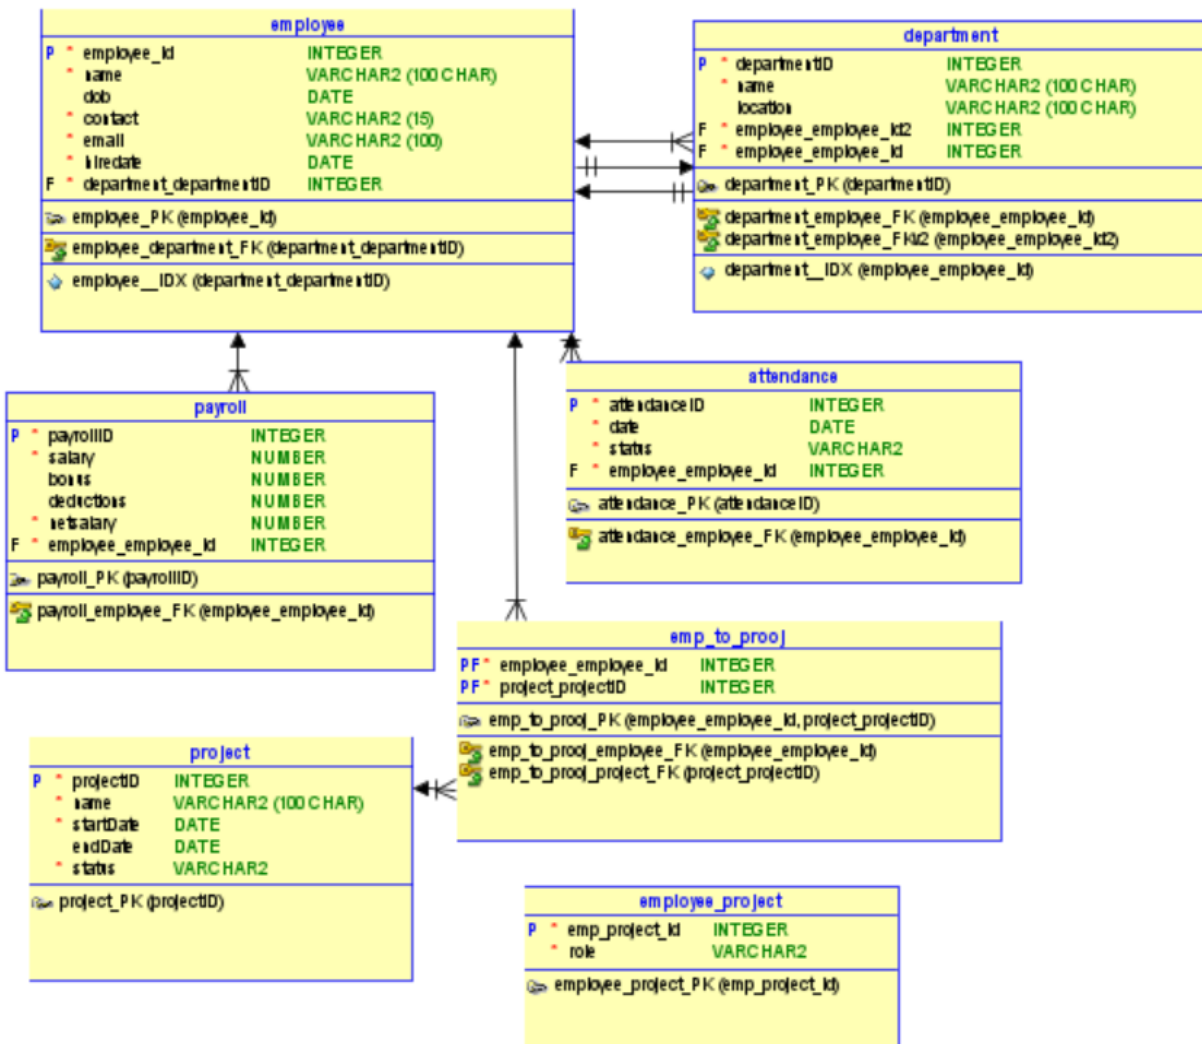 employee
P * employee_id INTEGER
* name VARCHAR2 (100 CHAR)
dob DATE
* contact VARCHAR2 (15)
* email VARCHAR2 (100)
* hiredate DATE
F * department_departmentID INTEGER
employee_PK (employee_id)
employee_department_FK (department_departmentID)
employee__IDX (department_departmentID)
department
P * departmentID INTEGER
* name VARCHAR2 (100 CHAR)
location VARCHAR2 (100 CHAR)
F * employee_employee_id2 INTEGER
F * employee_employee_id INTEGER
department_PK (departmentID)
department_employee_FK (employee_employee_id)
department_employee_FKv2 (employee_employee_id2)
department__IDX (employee_employee_id)
payroll
P * payrollID INTEGER
* salary NUMBER
bonus NUMBER
deductions NUMBER
* netsalary NUMBER
F * employee_employee_id INTEGER
payroll_PK (payrollID)
payroll_employee_FK (employee_employee_id)
attendance
P * attendanceID INTEGER
* date DATE
* status VARCHAR2
F * employee_employee_id INTEGER
attendance_PK (attendanceID)
attendance_employee_FK (employee_employee_id)
emp_to_prooj
PF * employee_employee_id INTEGER
PF * project_projectID INTEGER
emp_to_prooj_PK (employee_employee_id, project_projectID)
emp_to_prooj_employee_FK (employee_employee_id)
emp_to_prooj_project_FK (project_projectID)
project
P * projectID INTEGER
* name VARCHAR2 (100 CHAR)
* startDate DATE
endDate DATE
* status VARCHAR2
project_PK (projectID)
employee_project
P * emp_project_id INTEGER
* role VARCHAR2
employee_project_PK (emp_project_id)